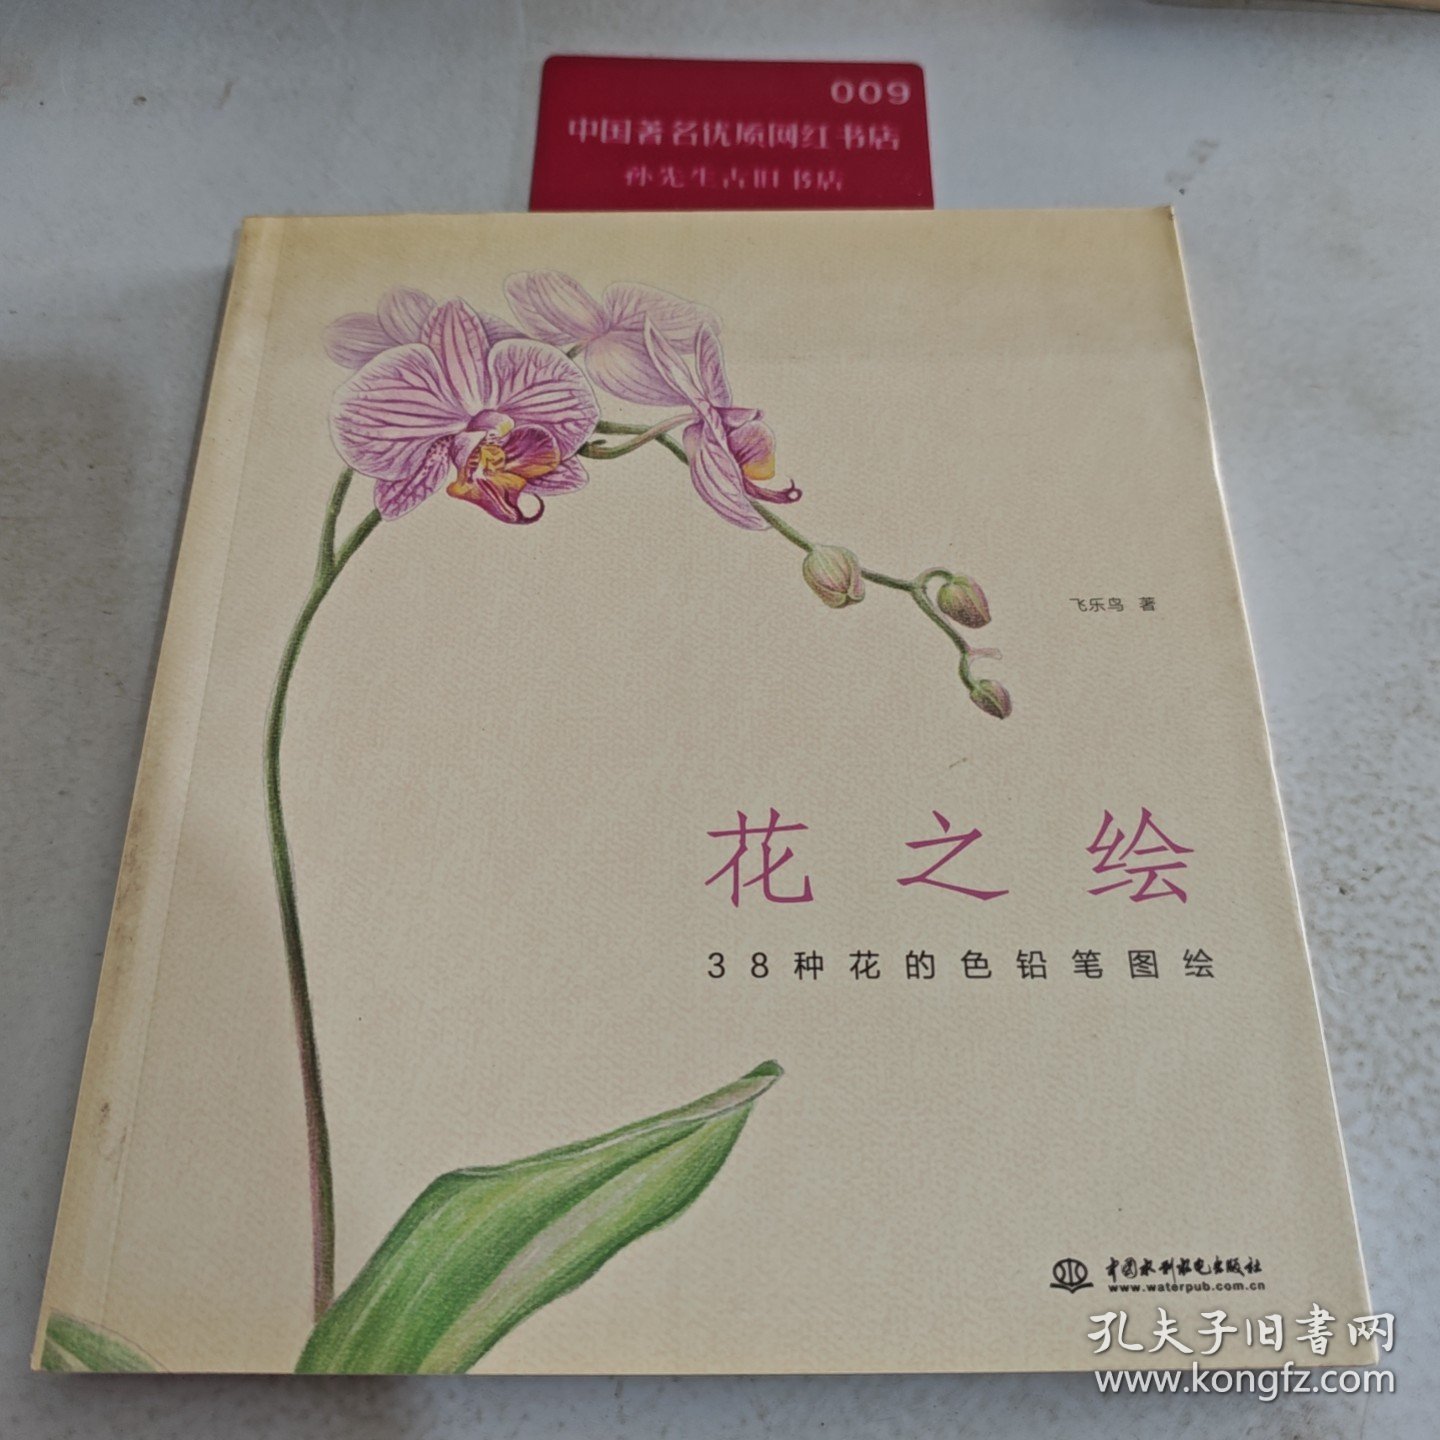 009
中国著名优质网红书店
孙先生古旧书店
飞乐鸟 著
花之绘
38种花的色铅笔图绘
中国水利水电出版社
www.waterpub.com.cn
孔夫子旧书网
www.kongfz.com